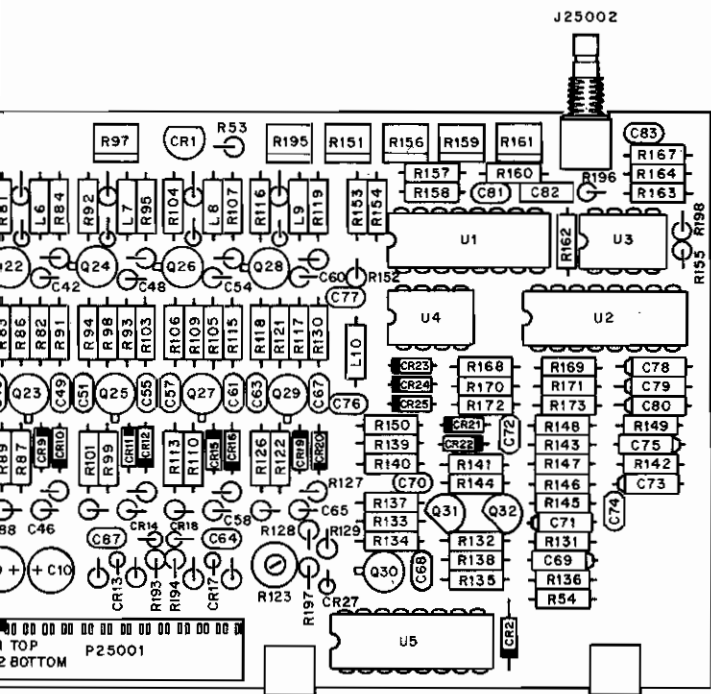 J25002
R97 CR1 R53 R195 R151 R156 R159 R161 C83
R167
R157 R160 R196 R164
R158 C81 C82 R163
R81 L6 R84 R92 L7 R95 R104 L8 R107 R116 L9 R119 R153 R154
U1 R162 U3 R198
R155
Q22 Q24 Q26 Q28
C42 C48 C54 C60 R152
C77
R83 R86 R82 R91 R94 R98 R93 R103 R106 R109 R105 R115 R118 R121 R117 R130
U4 U2
L10
CR23 R168 R169 C78
CR24 R170 R171 C79
CR25 R172 R173 C80
Q23 C49 C51 Q25 C55 C57 Q27 C61 C63 Q29 C67 C76
R150 CR21 C72 R148 R149
R139 CR22 R143 C75
R140 R141 R147 R142
R89 R87 CR9 CR10 R101 R99 CR11 CR12 R113 R110 CR15 CR16 R126 R122 CR19 CR20
C70 R144 R146 C73
R127
R137 Q31 Q32 R145 C74
88 C46 C58 C65
R133 C71
C67 CR14 CR18 C64 R128 R129
R134 R132 R131
+ + C10 R138 C69
Q30 C68 R135 R136
CR13 R193 R194 CR17 R123 R197 CR27
R54
TOP
2 BOTTOM
P25001
U5 CR2